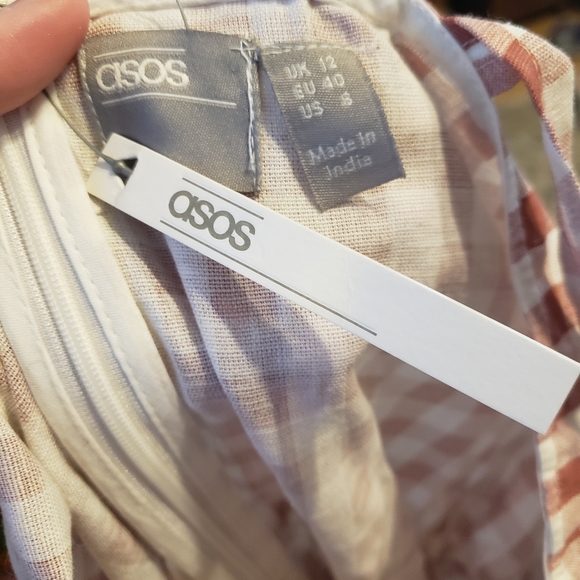 asos
UK 12
EU 40
US 8
Made in
India
asos